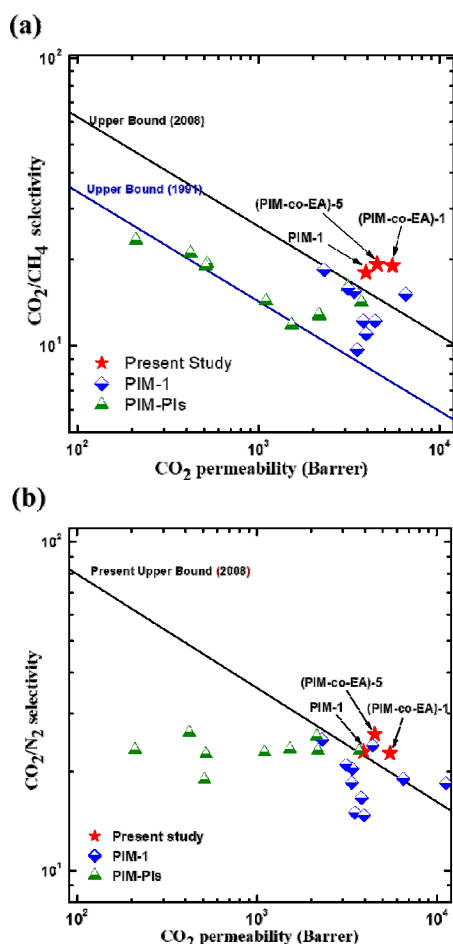 (a)
10²
Upper Bound (2008)
Upper Bound (1991)
(PIM-co-EA)-5
(PIM-co-EA)-1
PIM-1
CO₂/CH₄ selectivity
10¹
Present Study
PIM-1
PIM-PIs
10² 10³ 10⁴
CO₂ permeability (Barrer)
(b)
10²
Present Upper Bound (2008)
(PIM-co-EA)-5
PIM-1
(PIM-co-EA)-1
CO₂/N₂ selectivity
10¹
Present study
PIM-1
PIM-PIs
10² 10³ 10⁴
CO₂ permeability (Barrer)